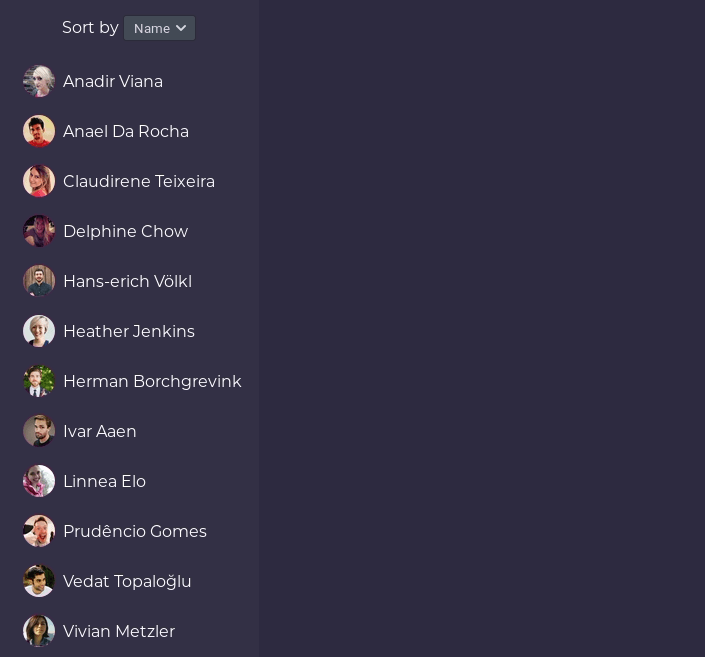 Sort by Name
Anadir Viana
Anael Da Rocha
Claudirene Teixeira
Delphine Chow
Hans-erich Völkl
Heather Jenkins
Herman Borchgrevink
Ivar Aaen
Linnea Elo
Prudêncio Gomes
Vedat Topaloğlu
Vivian Metzler